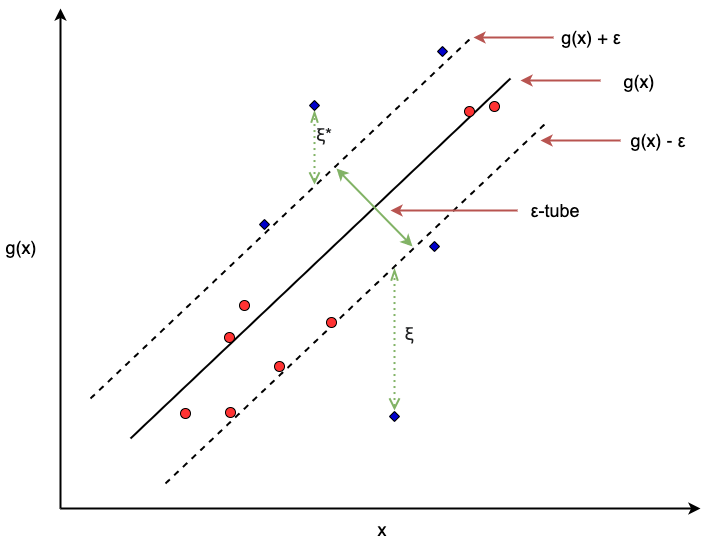 g(x) + ε
g(x)
ξ*
g(x) - ε
ε-tube
g(x)
ξ
x